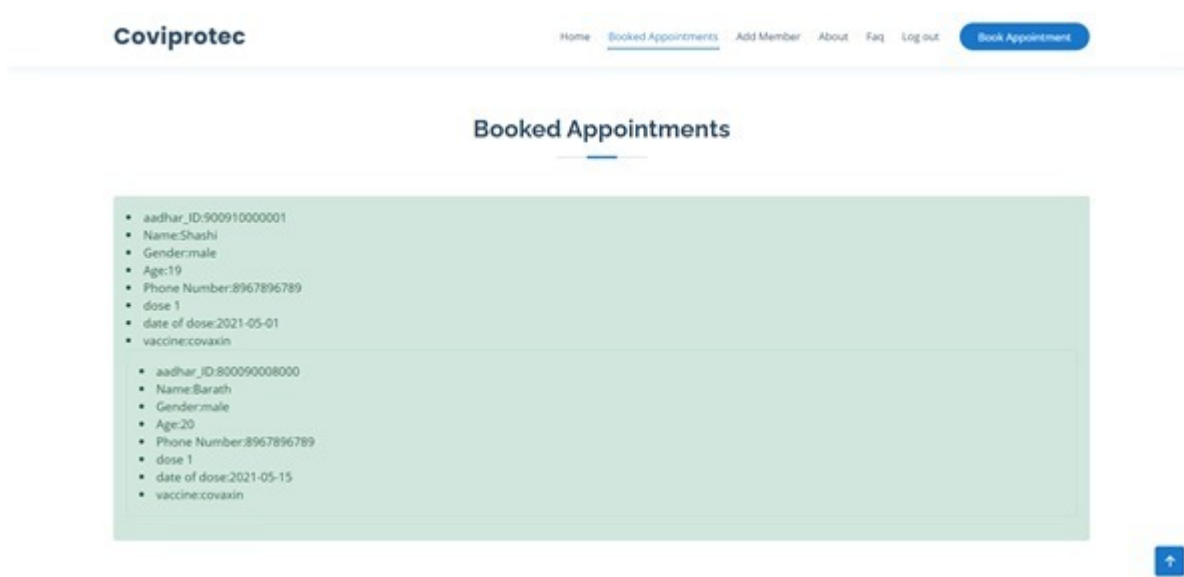 Coviprotec
Home Booked Appointments Add Member About Faq Log out Book Appointment
Booked Appointments
aadhar_ID:900910000001
Name:Shashi
Gender:male
Age:19
Phone Number:8967896789
dose 1
date of dose:2021-05-01
vaccine:covaxin
aadhar_ID:800090008000
Name:Barath
Gender:male
Age:20
Phone Number:8967896789
dose 1
date of dose:2021-05-15
vaccine:covaxin